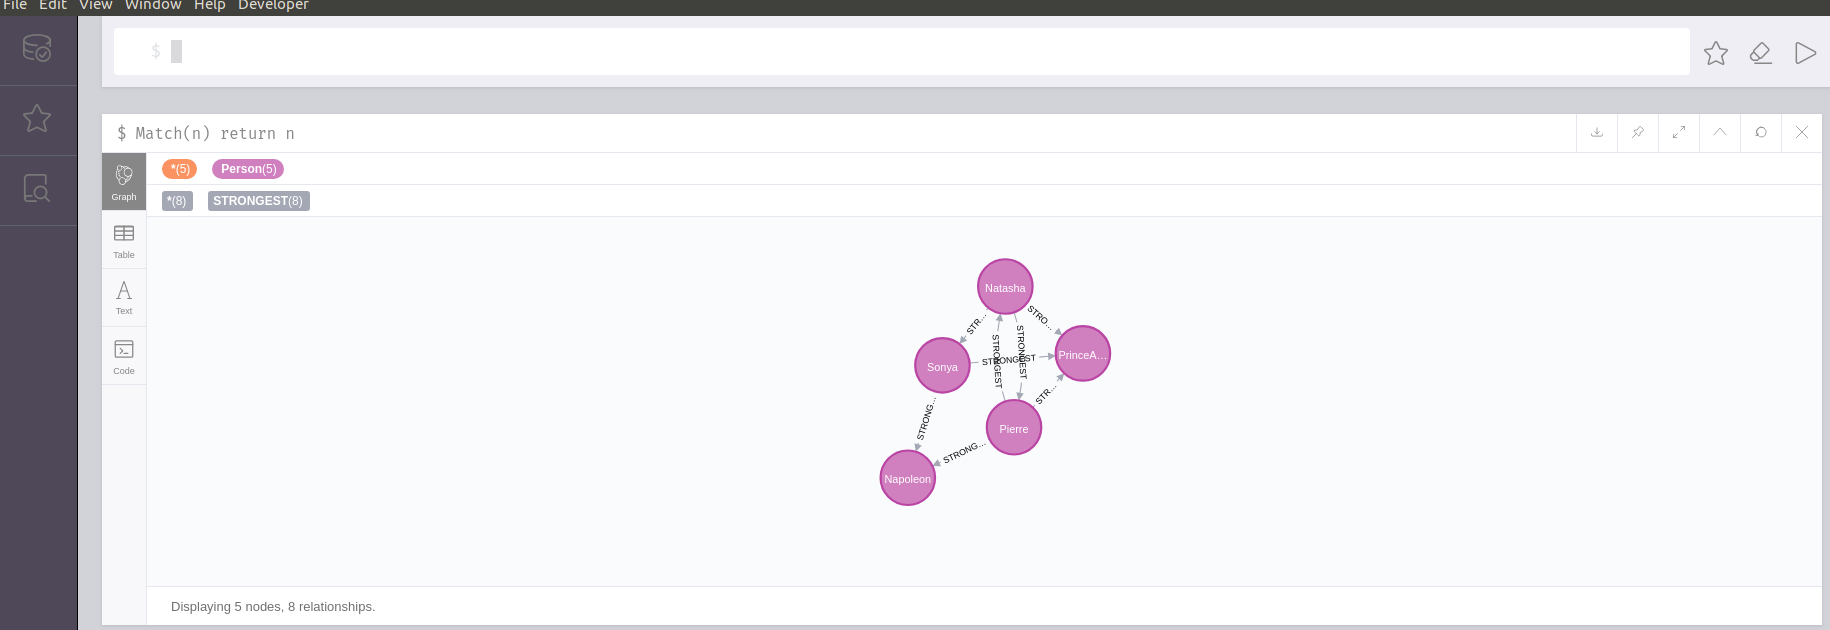 File Edit View Window Help Developer
$
$ Match(n) return n
Graph
*(5) Person(5)
*(8) STRONGEST(8)
Table
Text
Code
Natasha
STR...
STRO...
STRONGEST
STRONGEST
PrinceA...
Sonya
STRONGEST
STR...
STRONG...
Pierre
STRONG...
Napoleon
Displaying 5 nodes, 8 relationships.